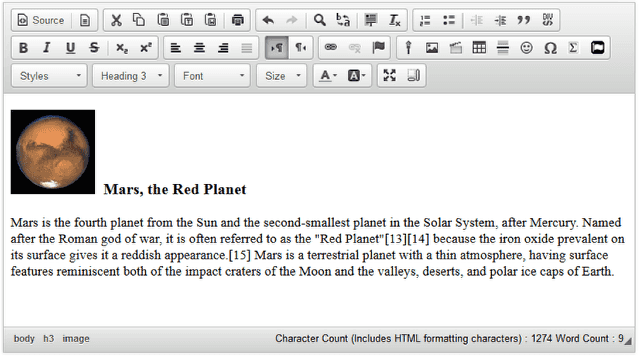 Source
Styles Heading 3 Font Size
Mars, the Red Planet
Mars is the fourth planet from the Sun and the second-smallest planet in the Solar System, after Mercury. Named
after the Roman god of war, it is often referred to as the "Red Planet"[13][14] because the iron oxide prevalent on
its surface gives it a reddish appearance.[15] Mars is a terrestrial planet with a thin atmosphere, having surface
features reminiscent both of the impact craters of the Moon and the valleys, deserts, and polar ice caps of Earth.
body h3 image Character Count (Includes HTML formatting characters) : 1274 Word Count : 9